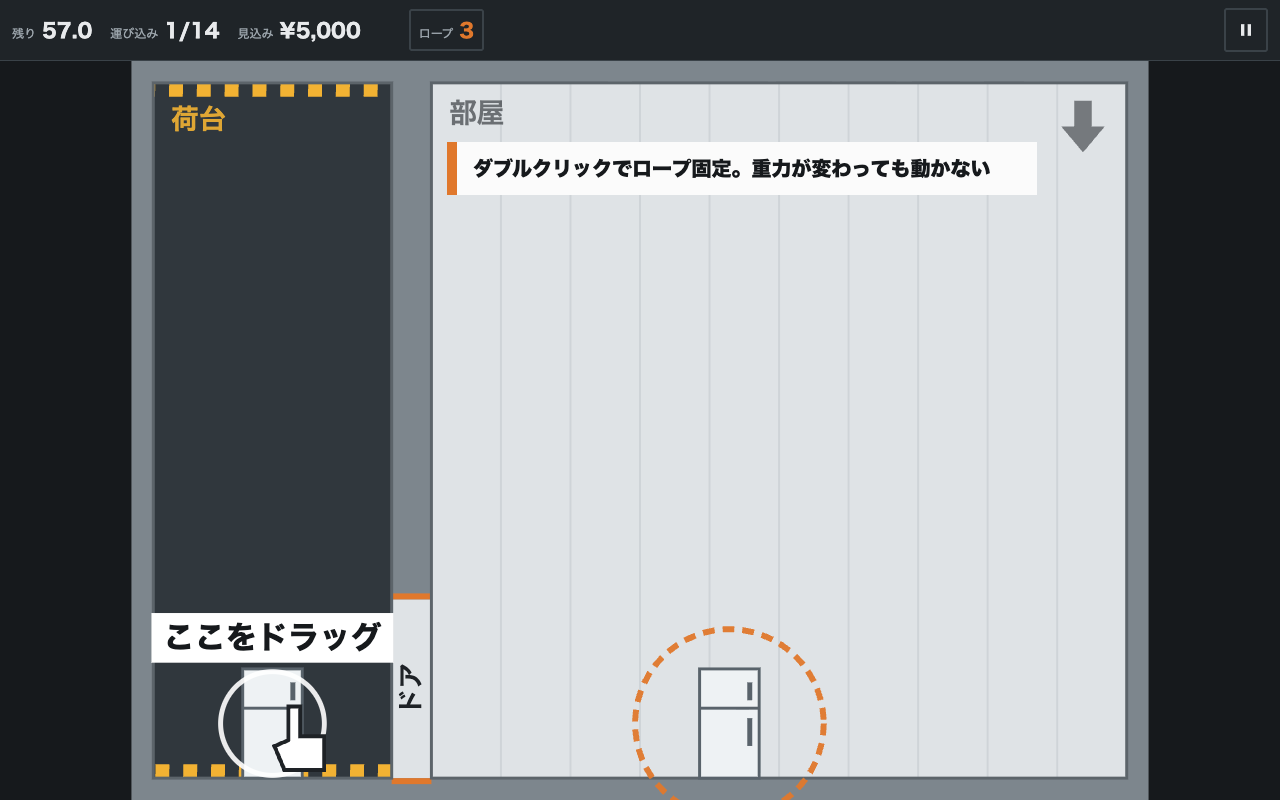 残り 57.0 運び込み 1/14 見込み ¥5,000 ロープ 3
荷台
部屋
ダブルクリックでロープ固定。重力が変わっても動かない
ここをドラッグ
ドア